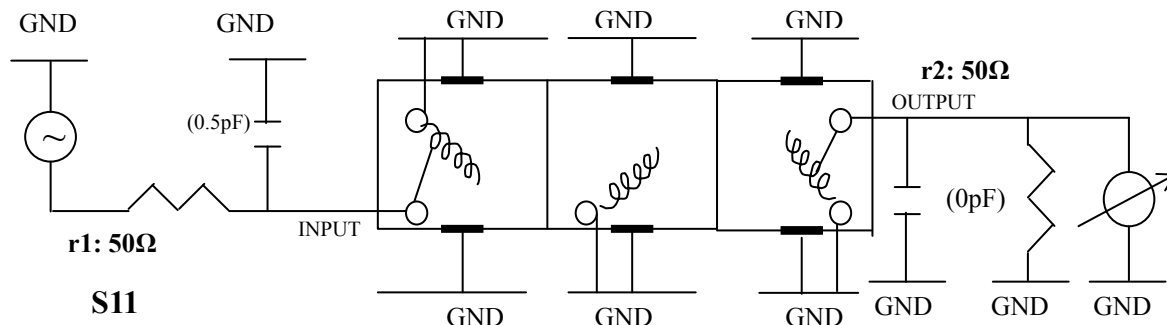 GND GND GND GND GND
r2: 50Ω
OUTPUT
(0.5pF)
~
(0pF)
INPUT
r1: 50Ω
S11
GND GND GND GND GND GND